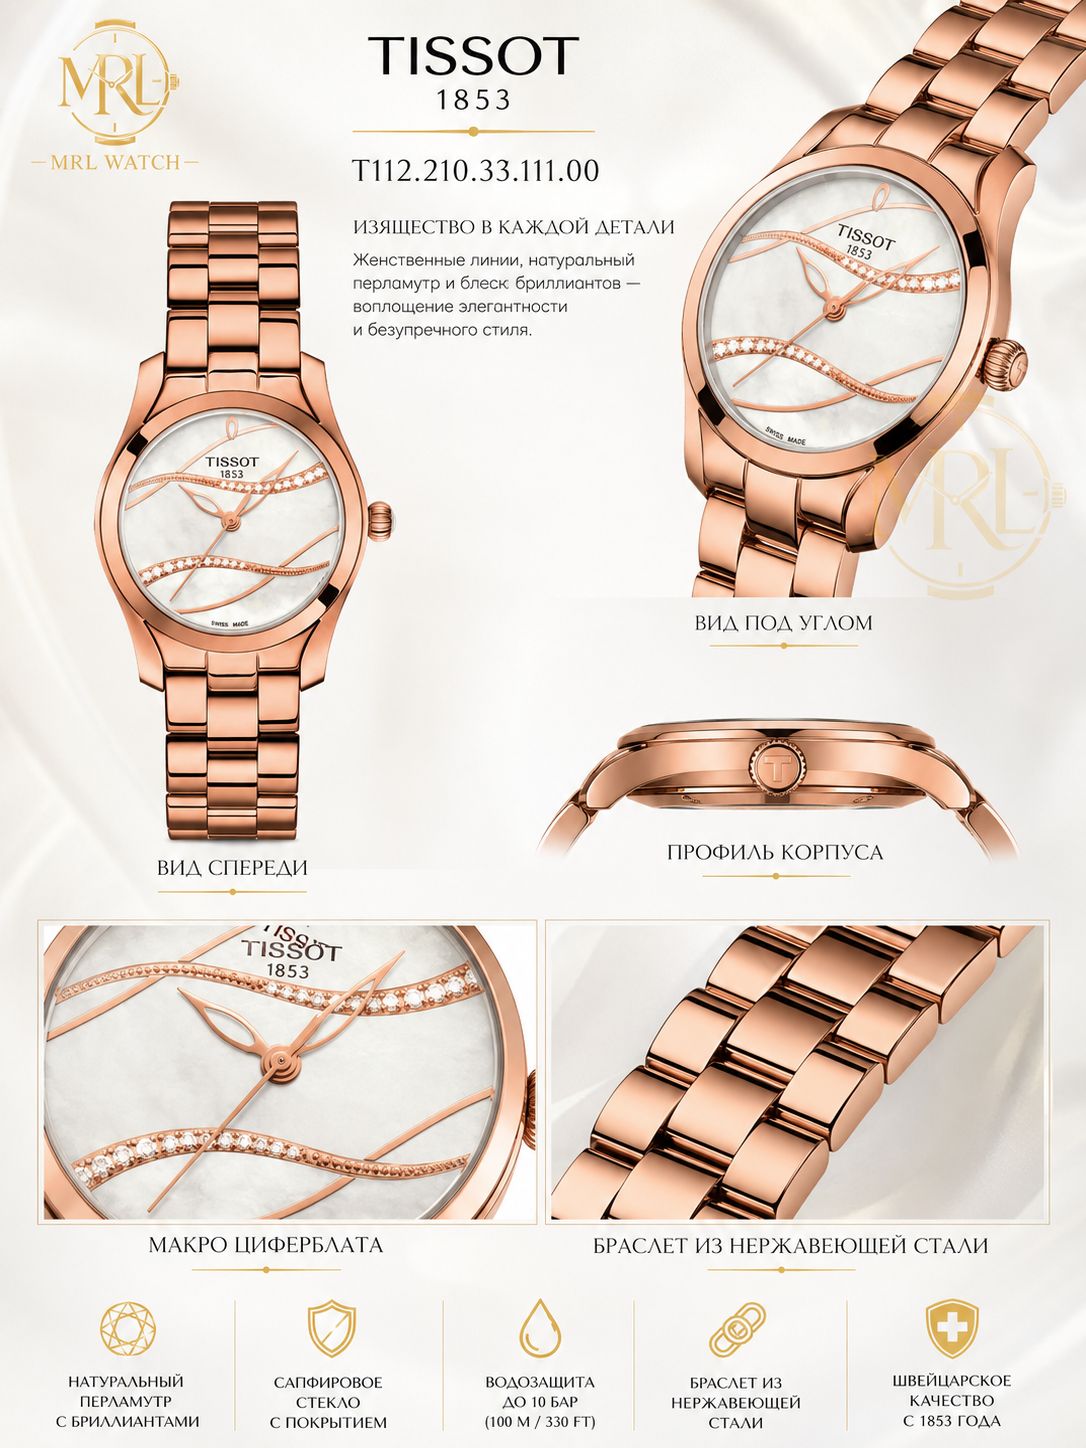 MRL
MRL WATCH
TISSOT
1853
T112.210.33.111.00
ИЗЯЩЕСТВО В КАЖДОЙ ДЕТАЛИ
Женственные линии, натуральный
перламутр и блеск бриллиантов —
воплощение элегантности
и безупречного стиля.
TISSOT
1853
SWISS MADE
ВИД СПЕРЕДИ
TISSOT
1853
SWISS MADE
MRL
ВИД ПОД УГЛОМ
T
ПРОФИЛЬ КОРПУСА
TISSOT
1853
МАКРО ЦИФЕРБЛАТА
БРАСЛЕТ ИЗ НЕРЖАВЕЮЩЕЙ СТАЛИ
НАТУРАЛЬНЫЙ
ПЕРЛАМУТР
С БРИЛЛИАНТАМИ
САПФИРОВОЕ
СТЕКЛО
С ПОКРЫТИЕМ
ВОДОЗАЩИТА
ДО 10 БАР
(100 М / 330 FT)
БРАСЛЕТ ИЗ
НЕРЖАВЕЮЩЕЙ
СТАЛИ
ШВЕЙЦАРСКОЕ
КАЧЕСТВО
С 1853 ГОДА